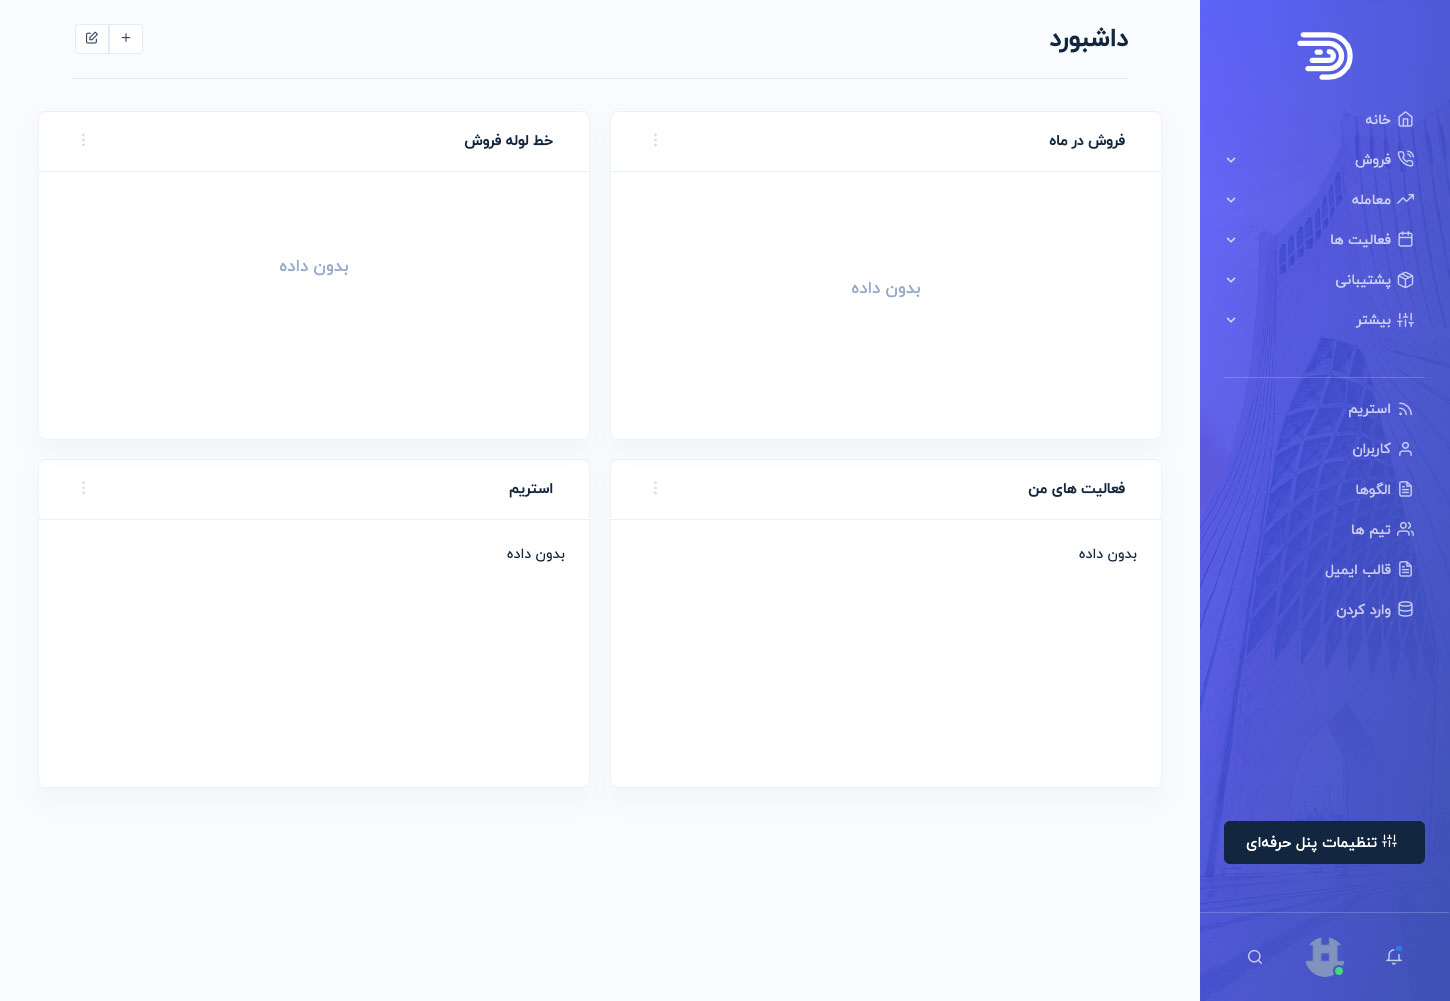 خانه
فروش
معامله
فعالیت ها
پشتیبانی
بیشتر
استریم
کاربران
الگوها
تیم ها
قالب ایمیل
وارد کردن
تنظیمات پنل حرفه‌ای
داشبورد
فروش در ماه
بدون داده
خط لوله فروش
بدون داده
فعالیت های من
بدون داده
استریم
بدون داده